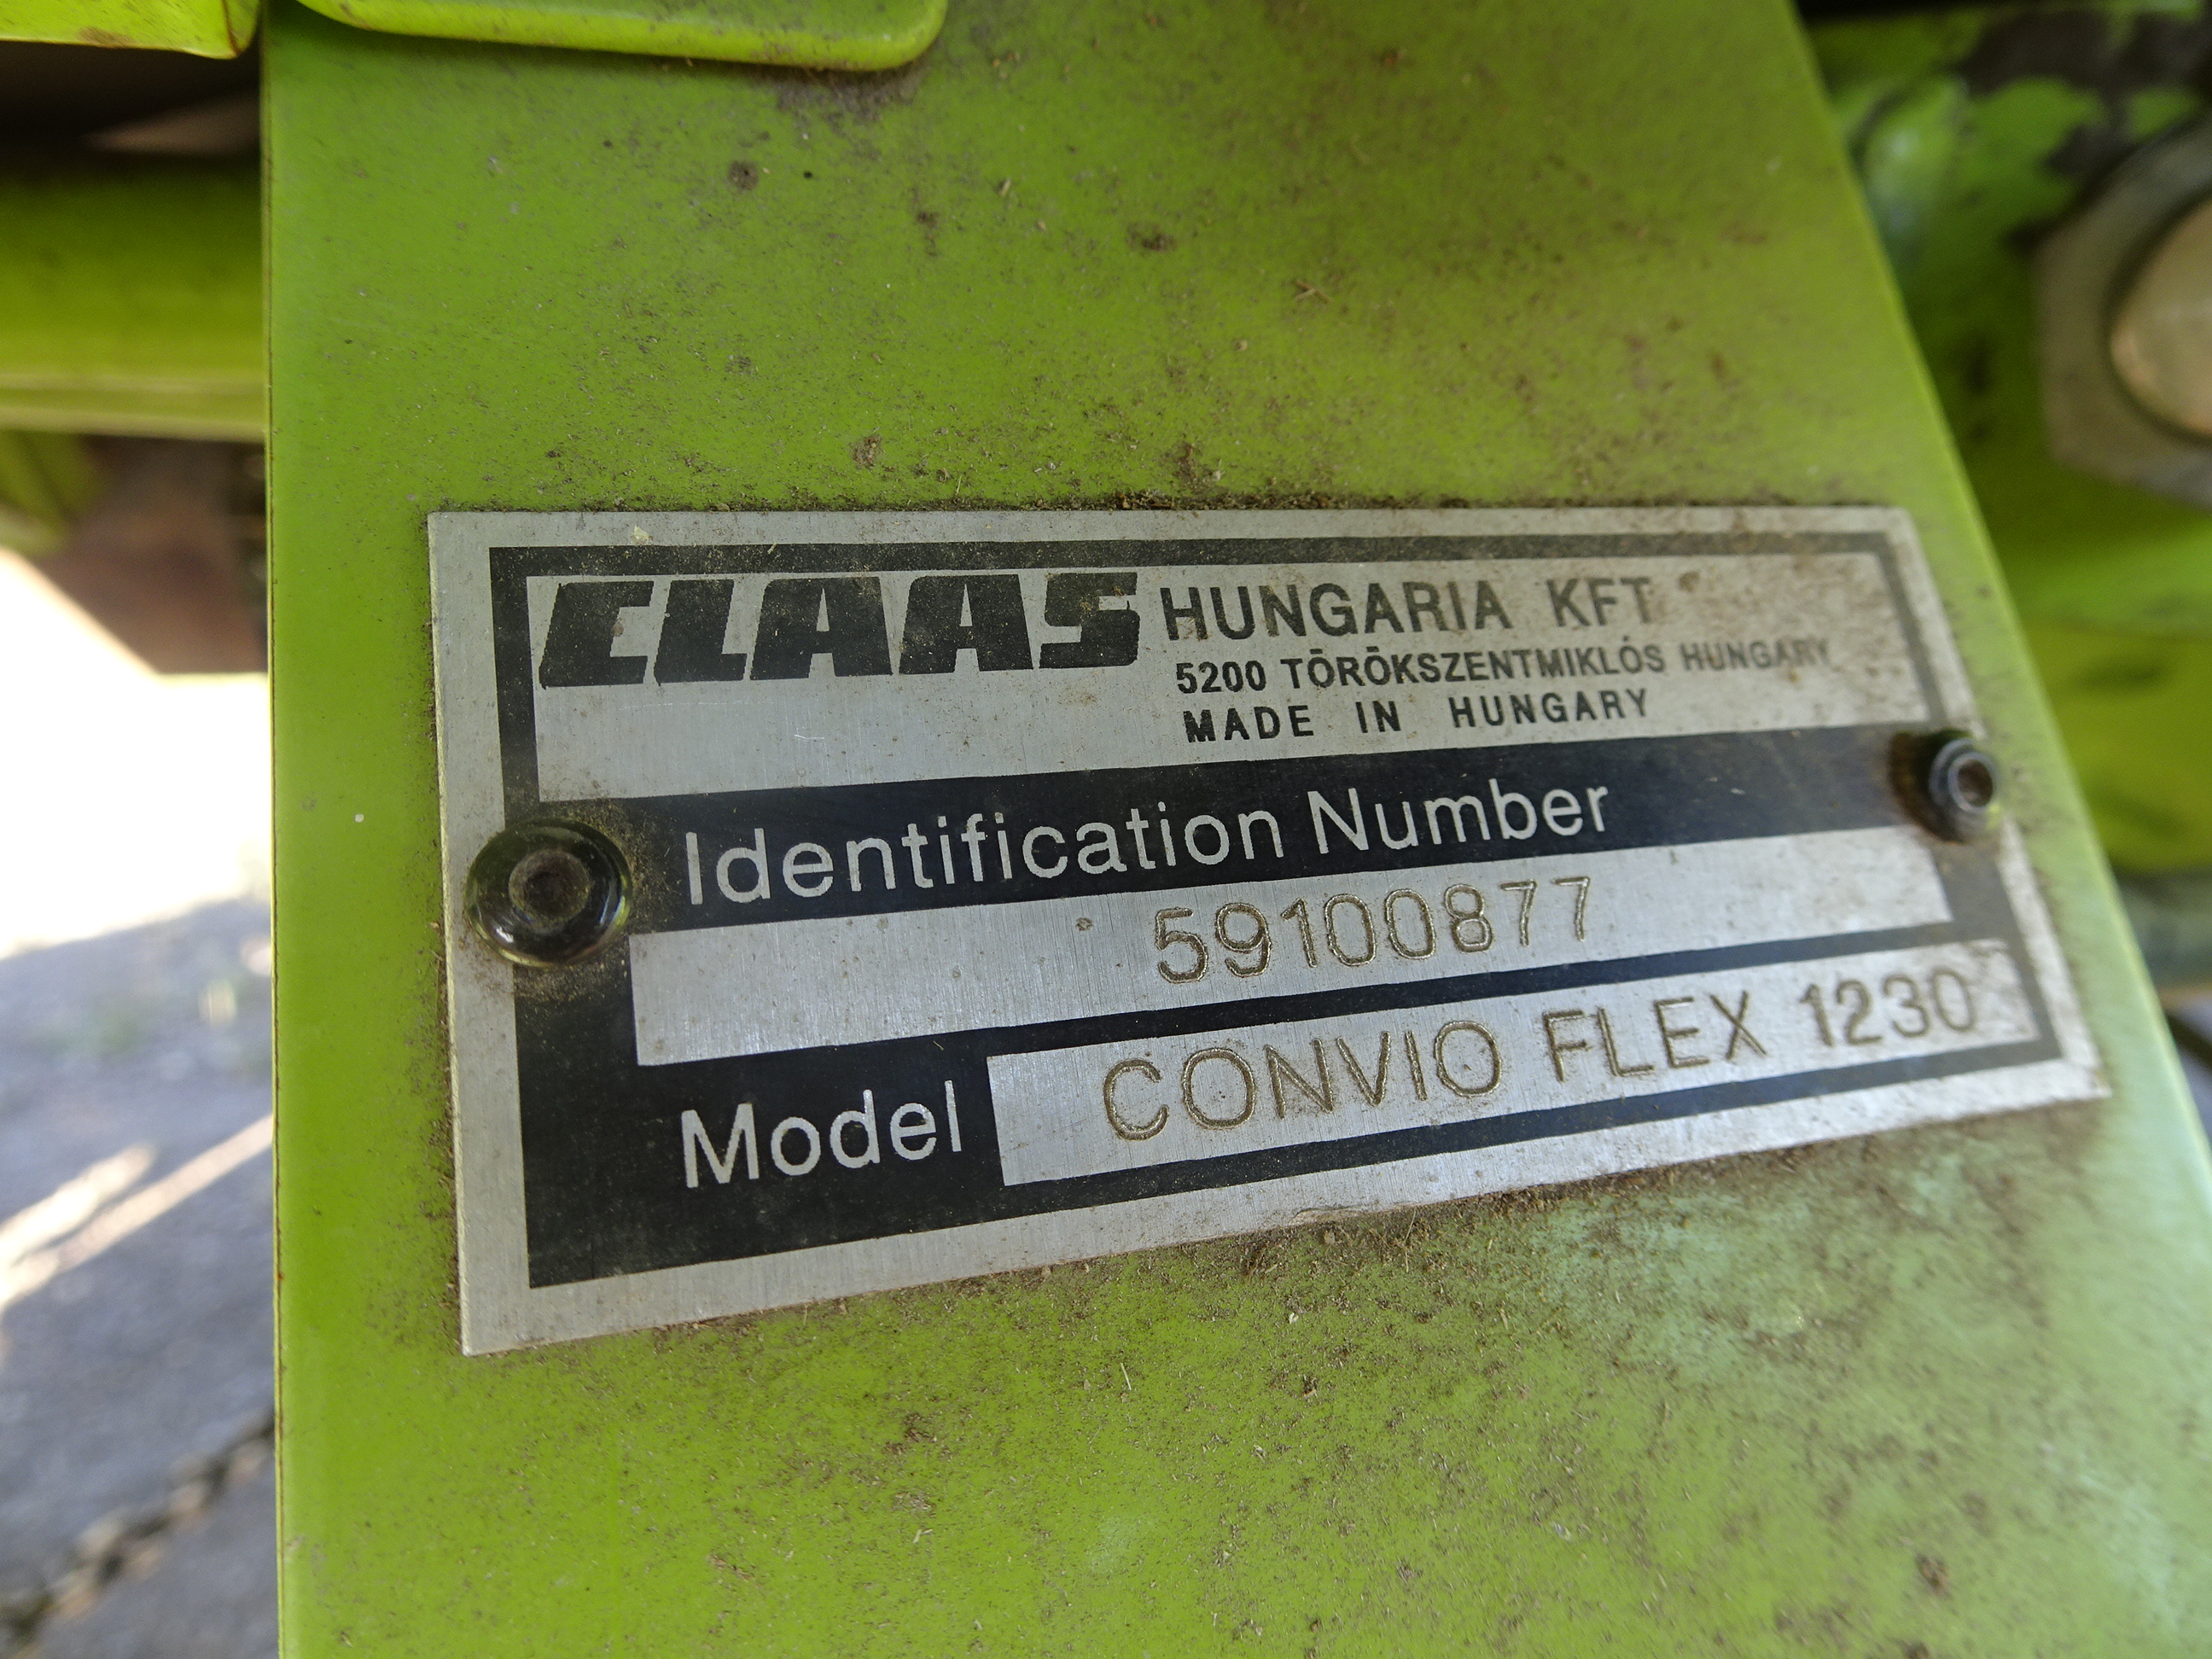 CLAAS HUNGARIA KFT
5200 TÖRÖKSZENTMIKLÓS HUNGARY
MADE IN HUNGARY
Identification Number
59100877
Model CONVIO FLEX 1230